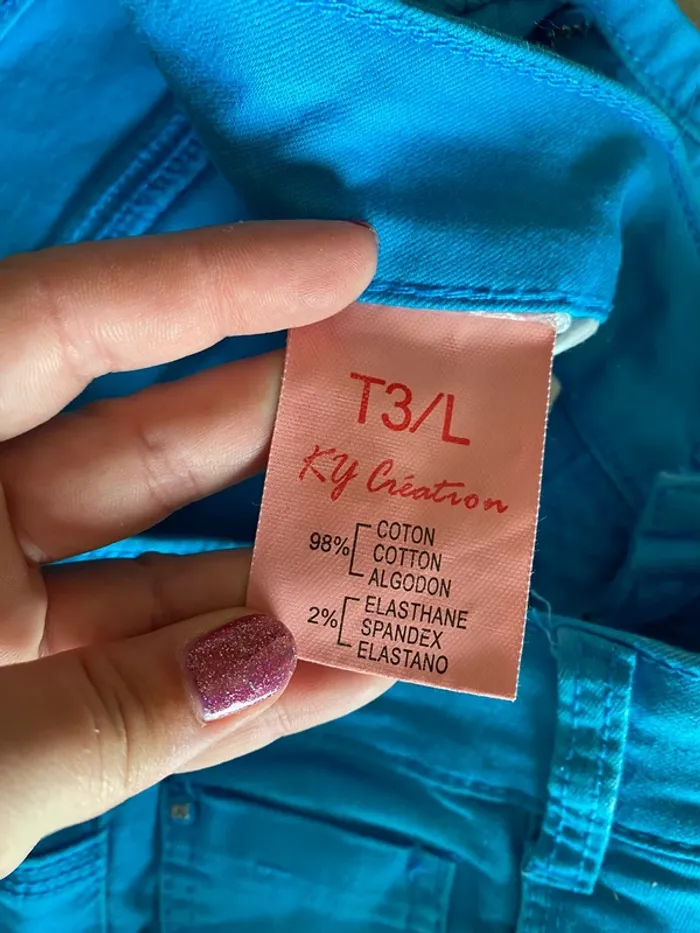 T3/L
KY Création
98% COTON
COTTON
ALGODON
2% ELASTHANE
SPANDEX
ELASTANO